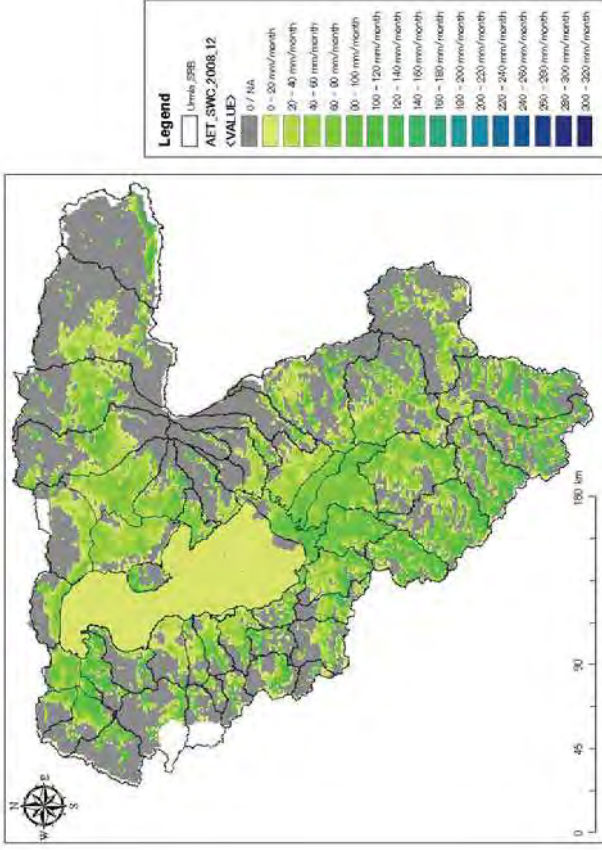 N
W E
S
0 45 90 180 km
Legend
Urmia_SRB
AET_SWC_2008_12
<VALUE>
0 / NA
0 - 20 mm/month
20 - 40 mm/month
40 - 60 mm/month
60 - 80 mm/month
80 - 100 mm/month
100 - 120 mm/month
120 - 140 mm/month
140 - 160 mm/month
160 - 180 mm/month
180 - 200 mm/month
200 - 220 mm/month
220 - 240 mm/month
240 - 260 mm/month
260 - 280 mm/month
280 - 300 mm/month
300 - 320 mm/month